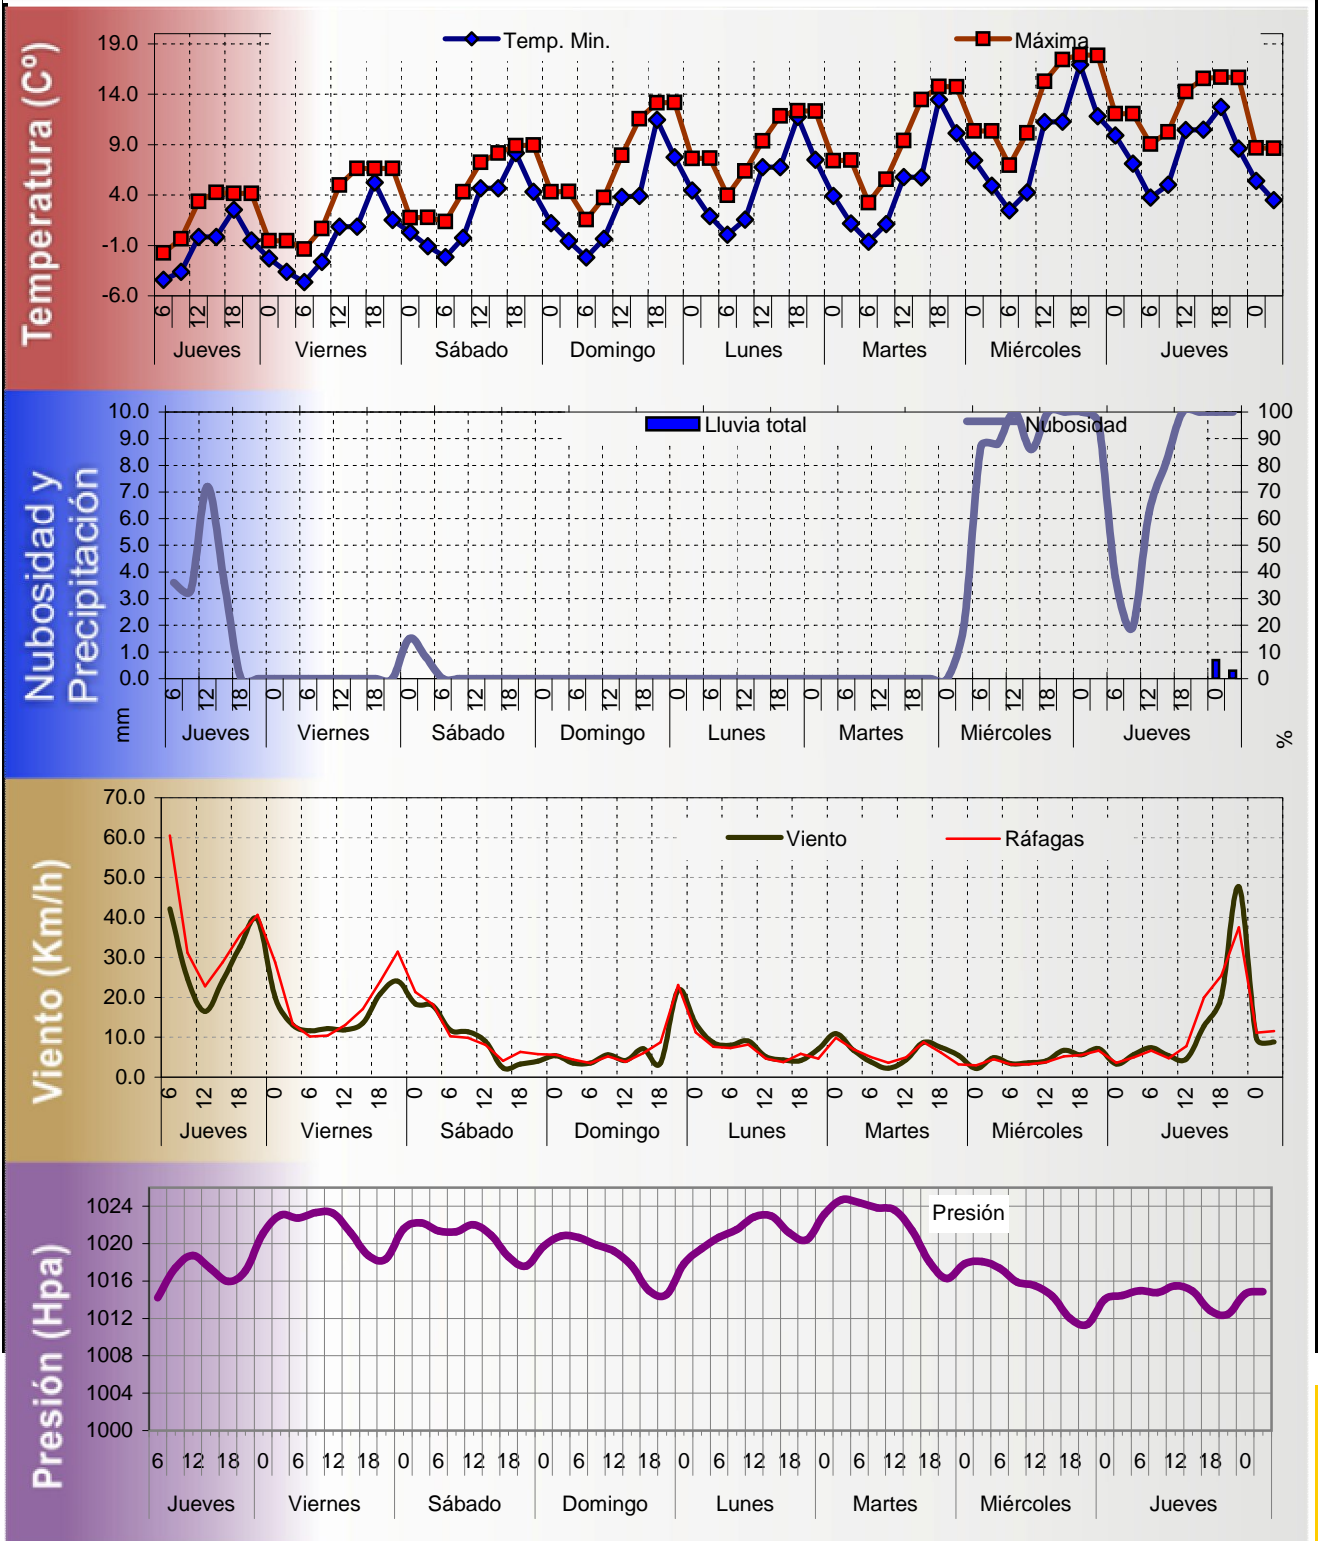 Temperatura (Cº)
Temp. Min. Máxima
19.0
14.0
9.0
4.0
-1.0
-6.0
6 12 18 0 6 12 18 0 6 12 18 0 6 12 18 0 6 12 18 0 6 12 18 0 6 12 18 0 6 12 18 0
Jueves Viernes Sábado Domingo Lunes Martes Miércoles Jueves
Nubosidad y
Precipitación
Lluvia total Nubosidad
10.0 100
9.0 90
8.0 80
7.0 70
6.0 60
5.0 50
4.0 40
3.0 30
2.0 20
1.0 10
0.0 0
mm %
6 12 18 0 6 12 18 0 6 12 18 0 6 12 18 0 6 12 18 0 6 12 18 0 6 12 18 0 6 12 18 0
Jueves Viernes Sábado Domingo Lunes Martes Miércoles Jueves
Viento (Km/h)
Viento Ráfagas
70.0
60.0
50.0
40.0
30.0
20.0
10.0
0.0
6 12 18 0 6 12 18 0 6 12 18 0 6 12 18 0 6 12 18 0 6 12 18 0 6 12 18 0 6 12 18 0
Jueves Viernes Sábado Domingo Lunes Martes Miércoles Jueves
Presión (Hpa)
Presión
1024
1020
1016
1012
1008
1004
1000
6 12 18 0 6 12 18 0 6 12 18 0 6 12 18 0 6 12 18 0 6 12 18 0 6 12 18 0 6 12 18 0
Jueves Viernes Sábado Domingo Lunes Martes Miércoles Jueves